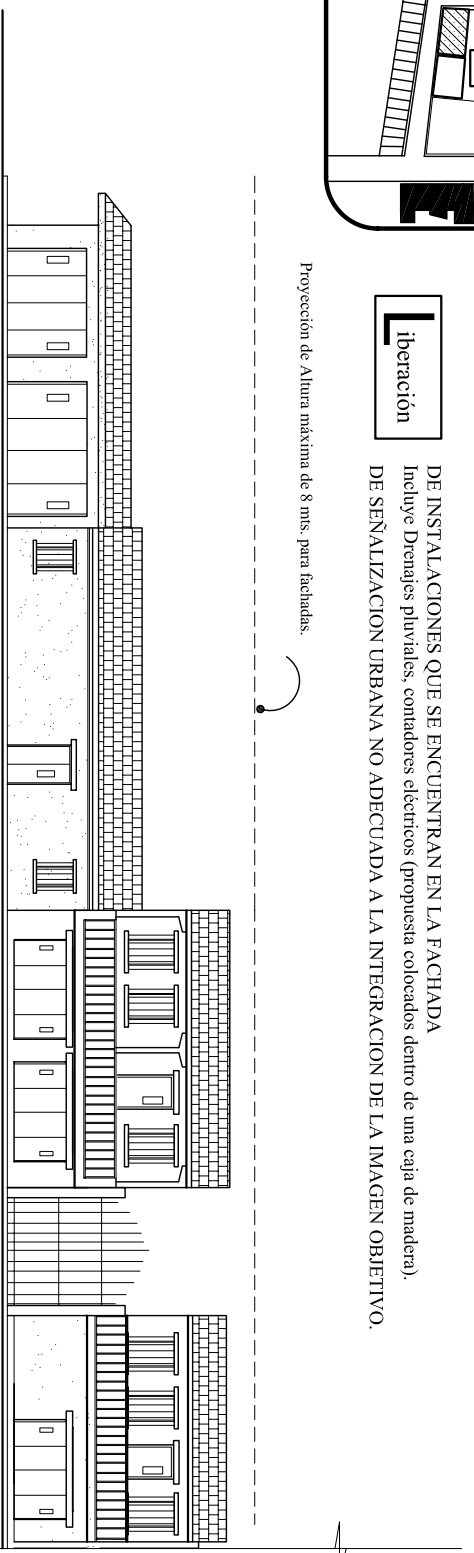 Liberación
DE INSTALACIONES QUE SE ENCUENTRAN EN LA FACHADA
Incluye Drenajes pluviales, contadores eléctricos (propuesta colocados dentro de una caja de madera).
DE SEÑALIZACION URBANA NO ADECUADA A LA INTEGRACION DE LA IMAGEN OBJETIVO.
Proyección de Altura máxima de 8 mts. para fachadas.